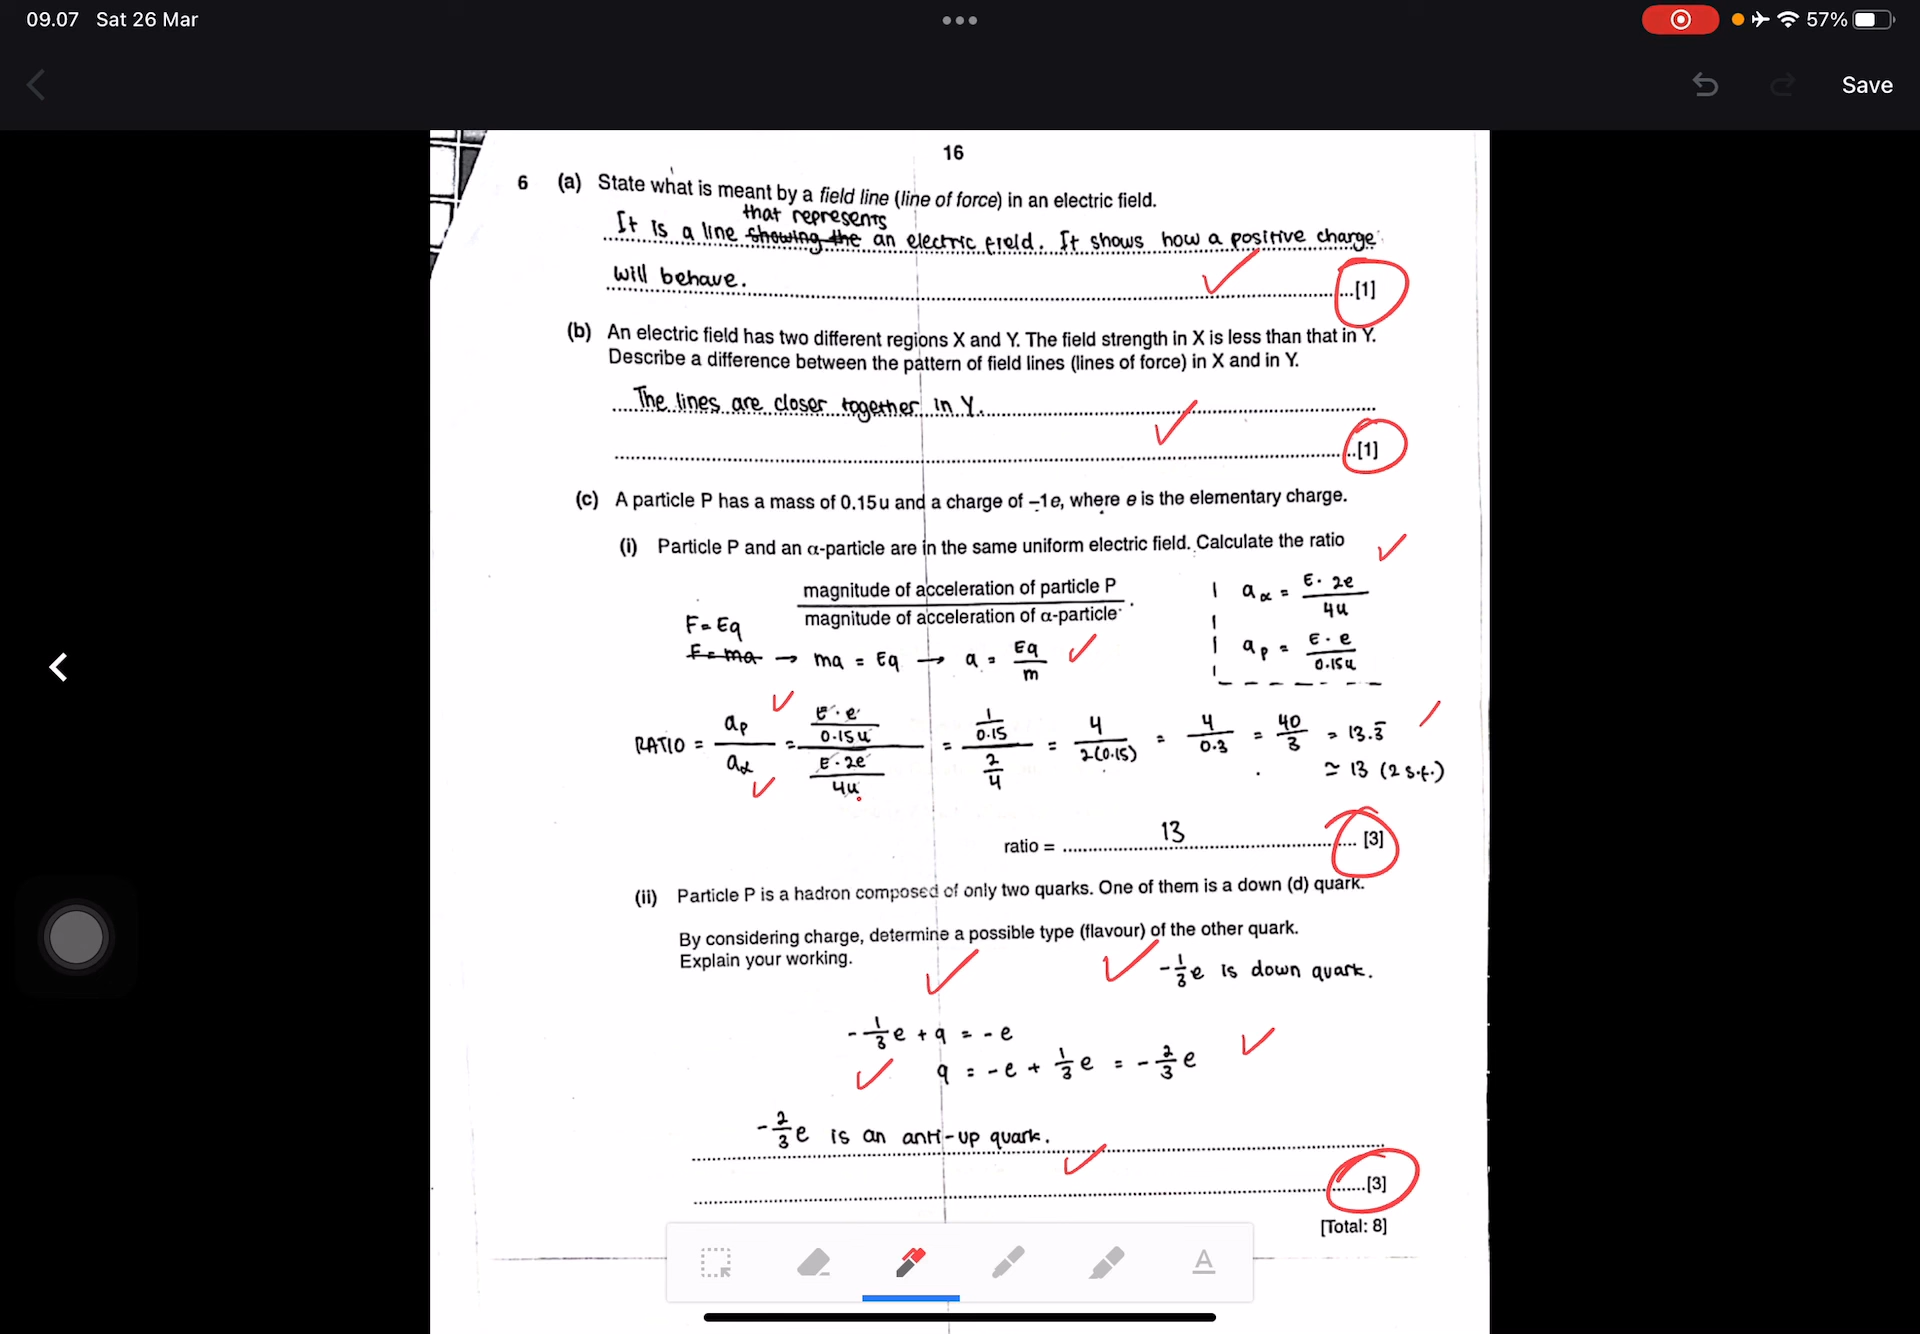 09.07 Sat 26 Mar
57%
Save
16
6 (a) State what is meant by a field line (line of force) in an electric field.
that represents
It is a line showing the an electric field. It shows how a positive charge
will behave.
[1]
(b) An electric field has two different regions X and Y. The field strength in X is less than that in Y.
Describe a difference between the pattern of field lines (lines of force) in X and in Y.
The lines are closer together in Y.
[1]
(c) A particle P has a mass of 0.15u and a charge of –1e, where e is the elementary charge.
(i) Particle P and an α-particle are in the same uniform electric field. Calculate the ratio
magnitude of acceleration of particle P
magnitude of acceleration of α-particle.
aα = E. 2e / 4u
aP = E. e / 0.15u
F = Eq
F = ma → ma = Eq → a = Eq / m
RATIO = aP / aα = (E. e / 0.15u) / (E. 2e / 4u) = (1 / 0.15) / (2 / 4) = 4 / 2(0.15) = 4 / 0.3 = 40 / 3 = 13.3̄
≃ 13 (2 s.f.)
ratio = 13 [3]
(ii) Particle P is a hadron composed of only two quarks. One of them is a down (d) quark.
By considering charge, determine a possible type (flavour) of the other quark.
Explain your working.
-1/3 e is down quark.
-1/3 e + q = -e
q = -e + 1/3 e = -2/3 e
-2/3 e is an anti-up quark.
[3]
[Total: 8]
A